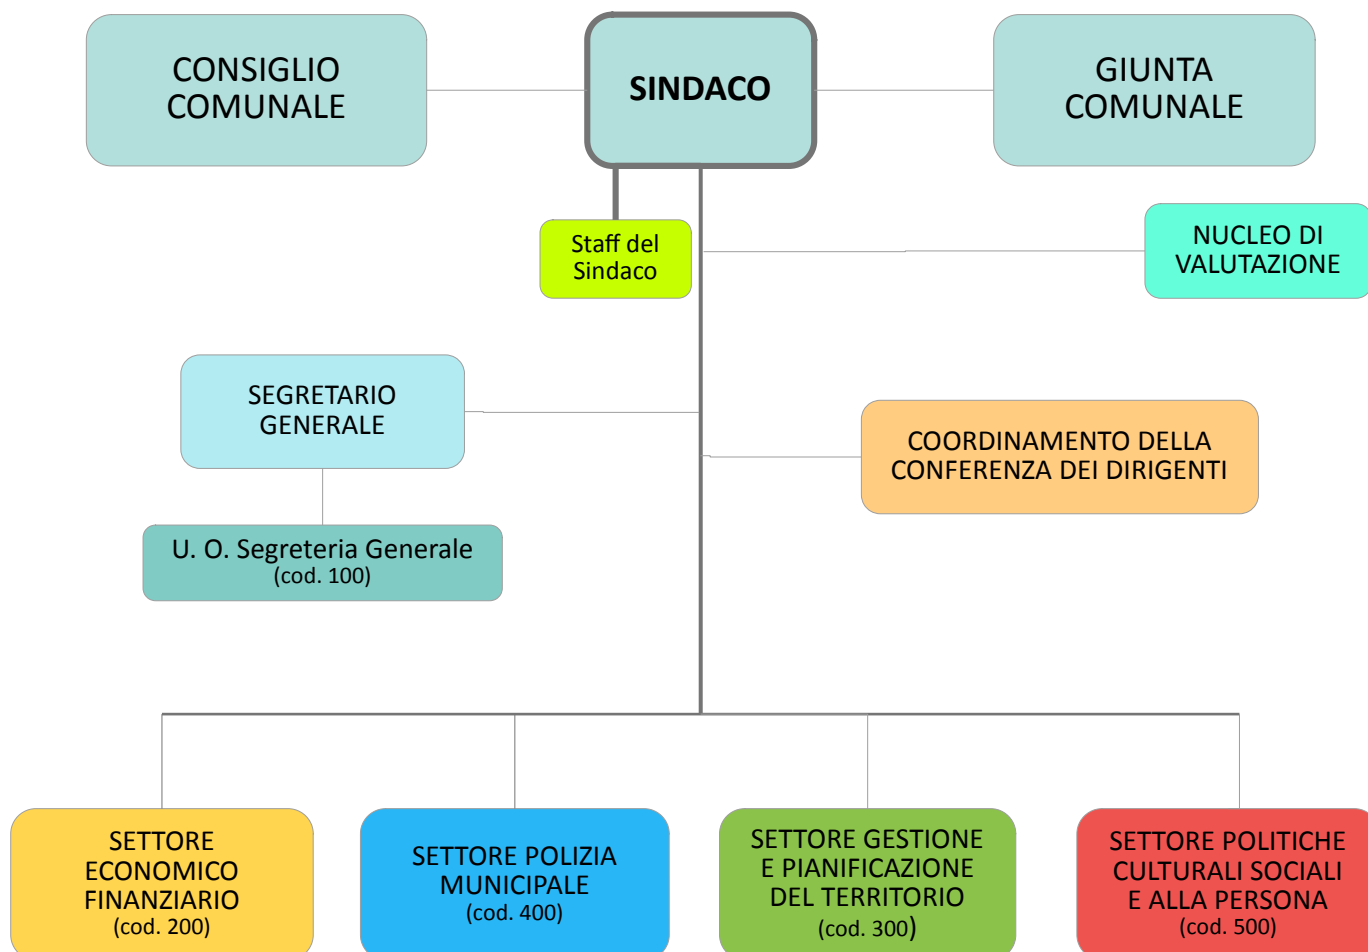 CONSIGLIO
COMUNALE
SINDACO
GIUNTA
COMUNALE
Staff del
Sindaco
NUCLEO DI
VALUTAZIONE
SEGRETARIO
GENERALE
COORDINAMENTO DELLA
CONFERENZA DEI DIRIGENTI
U. O. Segreteria Generale
(cod. 100)
SETTORE
ECONOMICO
FINANZIARIO
(cod. 200)
SETTORE POLIZIA
MUNICIPALE
(cod. 400)
SETTORE GESTIONE
E PIANIFICAZIONE
DEL TERRITORIO
(cod. 300)
SETTORE POLITICHE
CULTURALI SOCIALI
E ALLA PERSONA
(cod. 500)